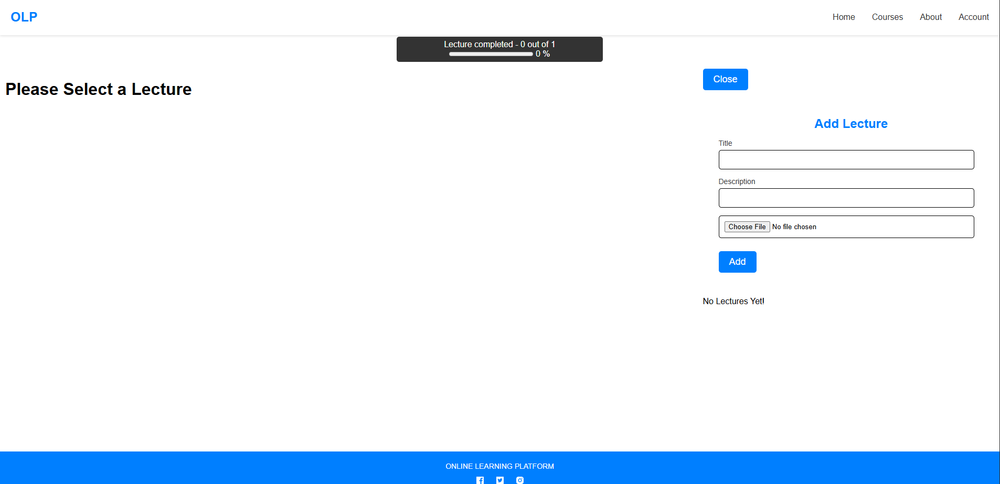 OLP
Home Courses About Account
Lecture completed - 0 out of 1
0 %
Please Select a Lecture
Close
Add Lecture
Title
Description
Choose File No file chosen
Add
No Lectures Yet!
ONLINE LEARNING PLATFORM